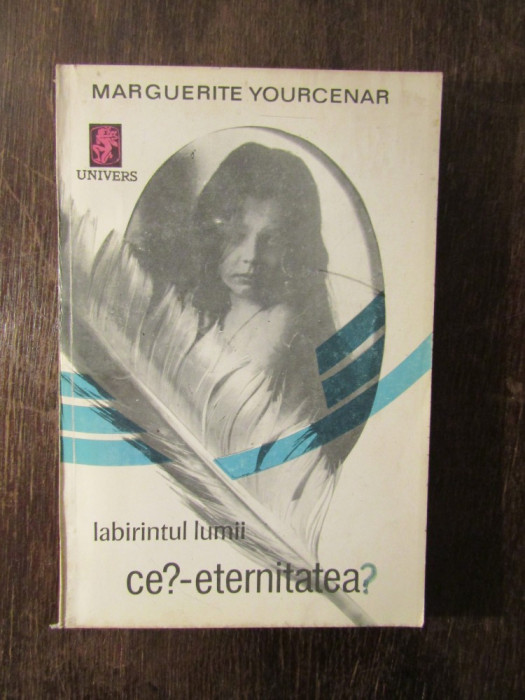 MARGUERITE YOURCENAR
UNIVERS
labirintul lumii
ce?-eternitatea?